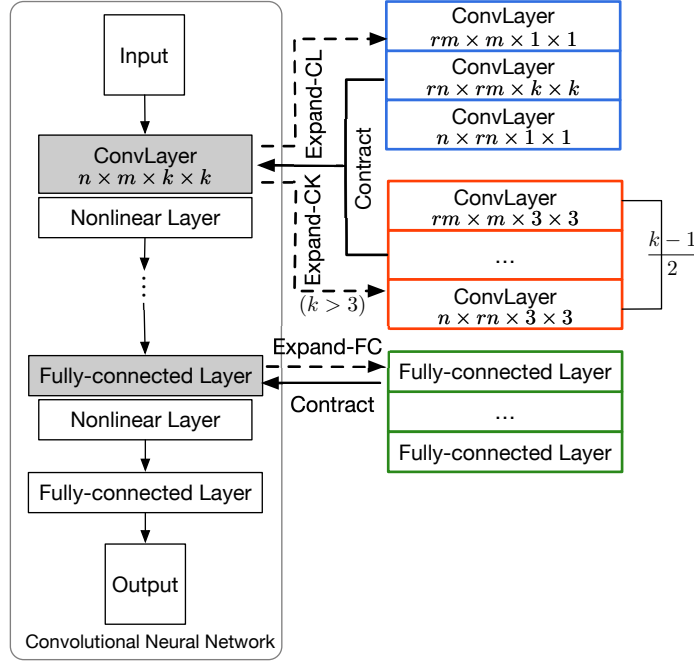 Input
ConvLayer
n × m × k × k
Nonlinear Layer
⋮
Fully-connected Layer
Nonlinear Layer
Fully-connected Layer
Output
Convolutional Neural Network
Expand-CL
Contract
Expand-CK
(k > 3)
Expand-FC
Contract
ConvLayer
rm × m × 1 × 1
ConvLayer
rn × rm × k × k
ConvLayer
n × rn × 1 × 1
ConvLayer
rm × m × 3 × 3
...
ConvLayer
n × rn × 3 × 3
k − 1
2
Fully-connected Layer
...
Fully-connected Layer